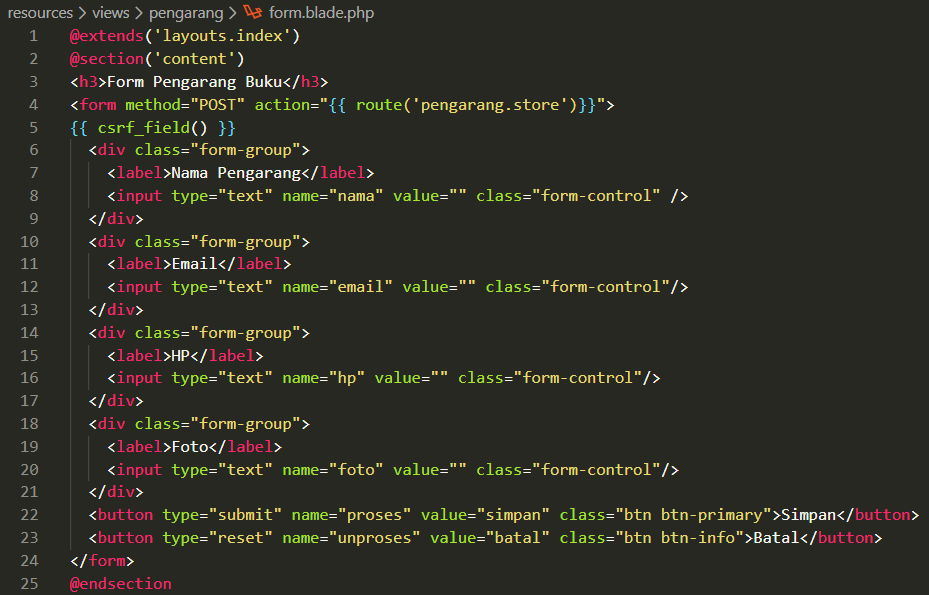 resources > views > pengarang > form.blade.php
1 @extends('layouts.index')
2 @section('content')
3 <h3>Form Pengarang Buku</h3>
4 <form method="POST" action="{{ route('pengarang.store')}}">
5 {{ csrf_field() }}
6   <div class="form-group">
7     <label>Nama Pengarang</label>
8     <input type="text" name="nama" value="" class="form-control" />
9   </div>
10   <div class="form-group">
11     <label>Email</label>
12     <input type="text" name="email" value="" class="form-control"/>
13   </div>
14   <div class="form-group">
15     <label>HP</label>
16     <input type="text" name="hp" value="" class="form-control"/>
17   </div>
18   <div class="form-group">
19     <label>Foto</label>
20     <input type="text" name="foto" value="" class="form-control"/>
21   </div>
22   <button type="submit" name="proses" value="simpan" class="btn btn-primary">Simpan</button>
23   <button type="reset" name="unproses" value="batal" class="btn btn-info">Batal</button>
24 </form>
25 @endsection